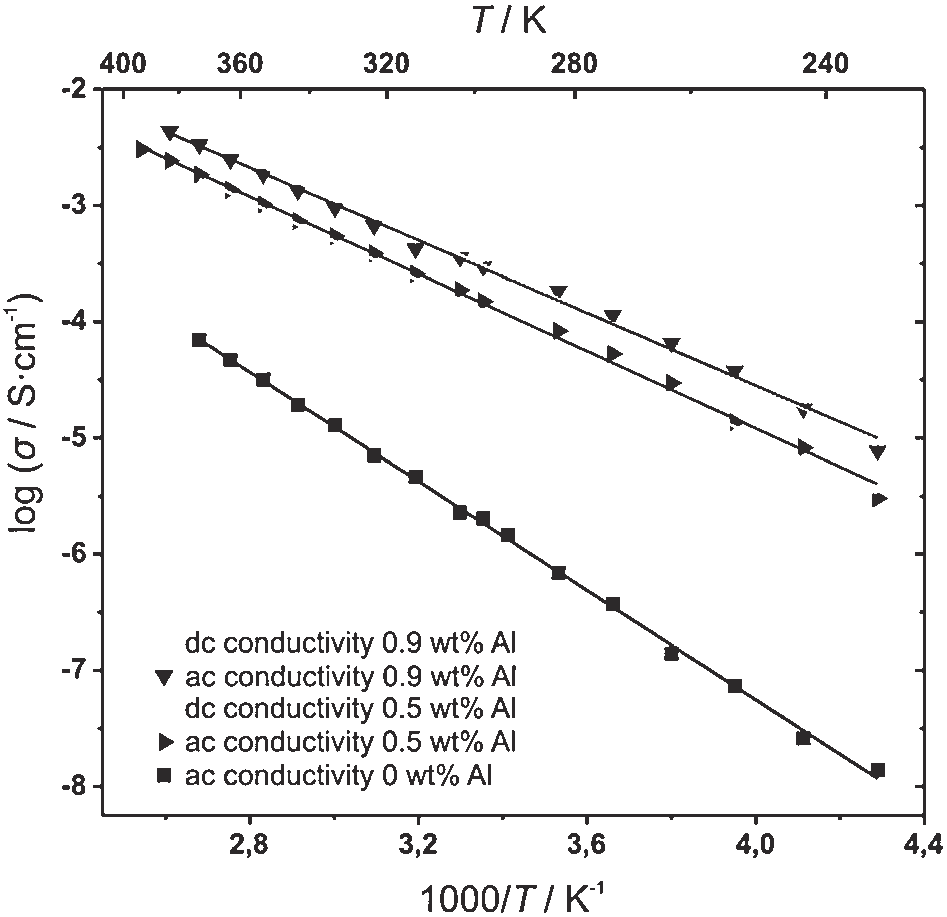 T / K
400 360 320 280 240
-2
-3
-4
-5
-6
-7
-8
log (σ / S·cm⁻¹)
dc conductivity 0.9 wt% Al
ac conductivity 0.9 wt% Al
dc conductivity 0.5 wt% Al
ac conductivity 0.5 wt% Al
ac conductivity 0 wt% Al
2,8 3,2 3,6 4,0 4,4
1000/T / K⁻¹